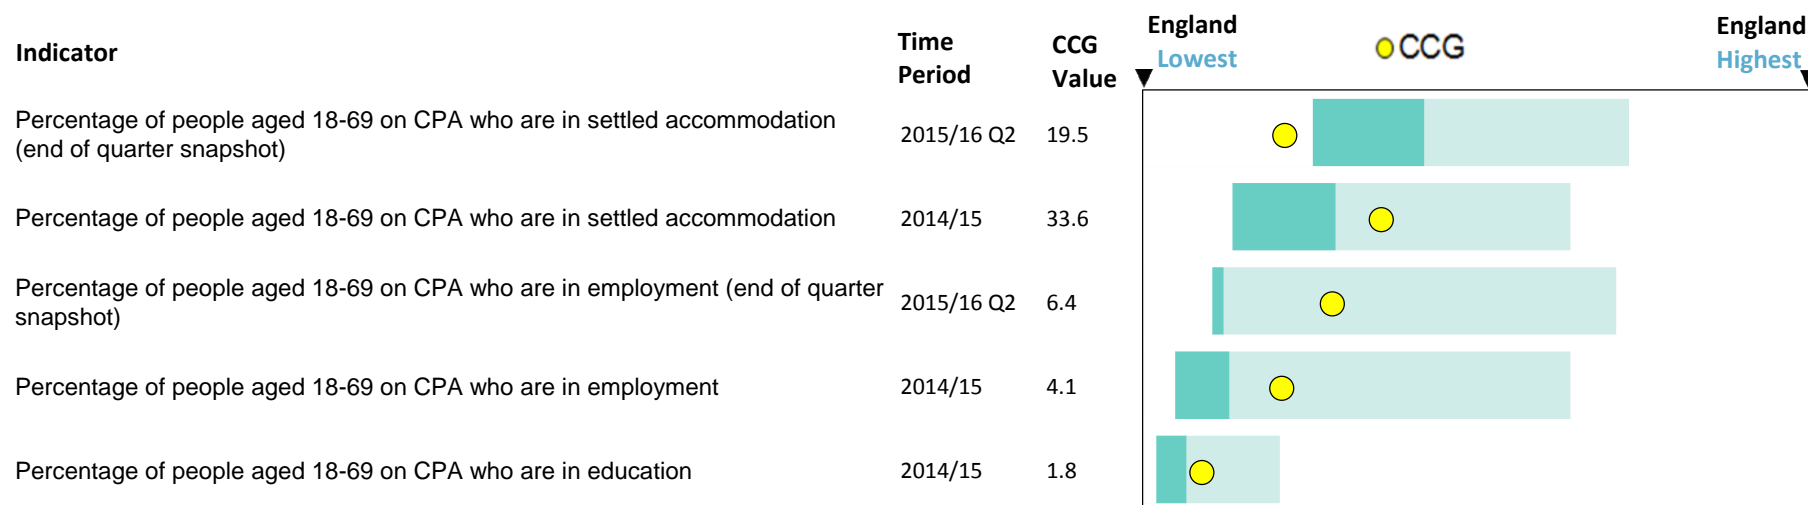 Indicator
Time
Period
CCG
Value
England
Lowest
CCG
England
Highest
Percentage of people aged 18-69 on CPA who are in settled accommodation
(end of quarter snapshot)
2015/16 Q2
19.5
Percentage of people aged 18-69 on CPA who are in settled accommodation
2014/15
33.6
Percentage of people aged 18-69 on CPA who are in employment (end of quarter
snapshot)
2015/16 Q2
6.4
Percentage of people aged 18-69 on CPA who are in employment
2014/15
4.1
Percentage of people aged 18-69 on CPA who are in education
2014/15
1.8